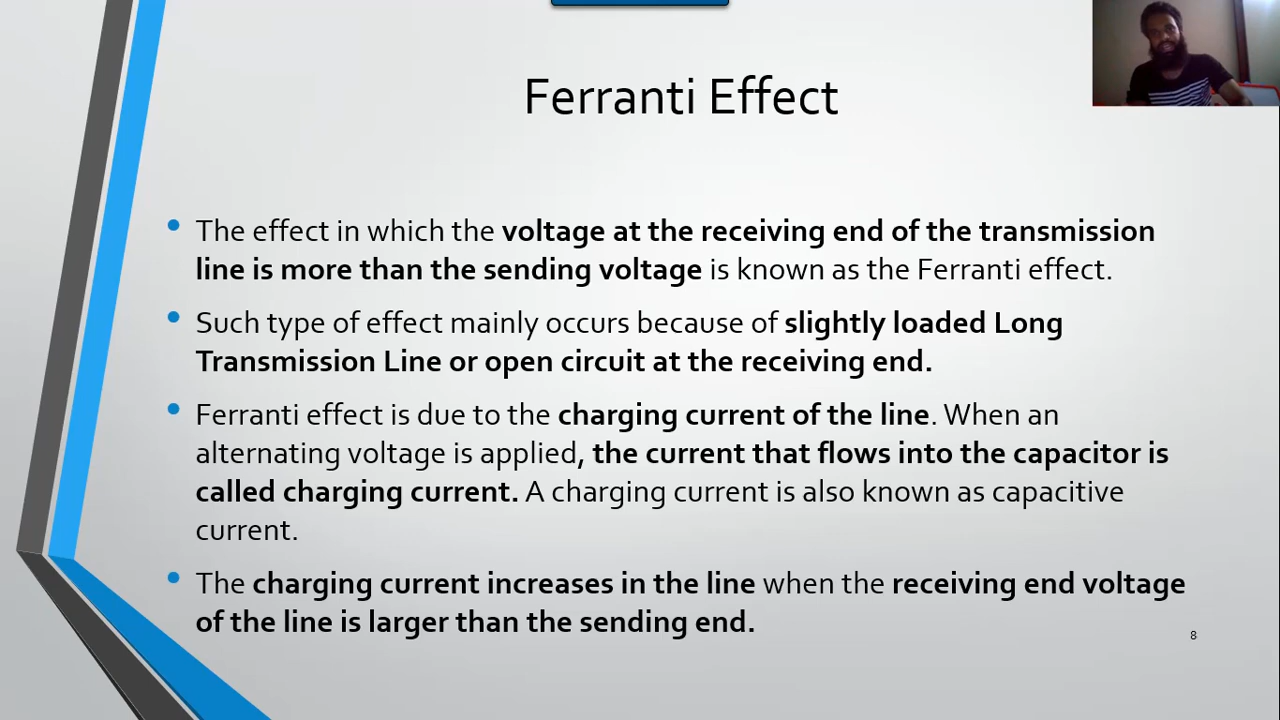 Ferranti Effect
• The effect in which the voltage at the receiving end of the transmission
line is more than the sending voltage is known as the Ferranti effect.
• Such type of effect mainly occurs because of slightly loaded Long
Transmission Line or open circuit at the receiving end.
• Ferranti effect is due to the charging current of the line. When an
alternating voltage is applied, the current that flows into the capacitor is
called charging current. A charging current is also known as capacitive
current.
• The charging current increases in the line when the receiving end voltage
of the line is larger than the sending end.
8